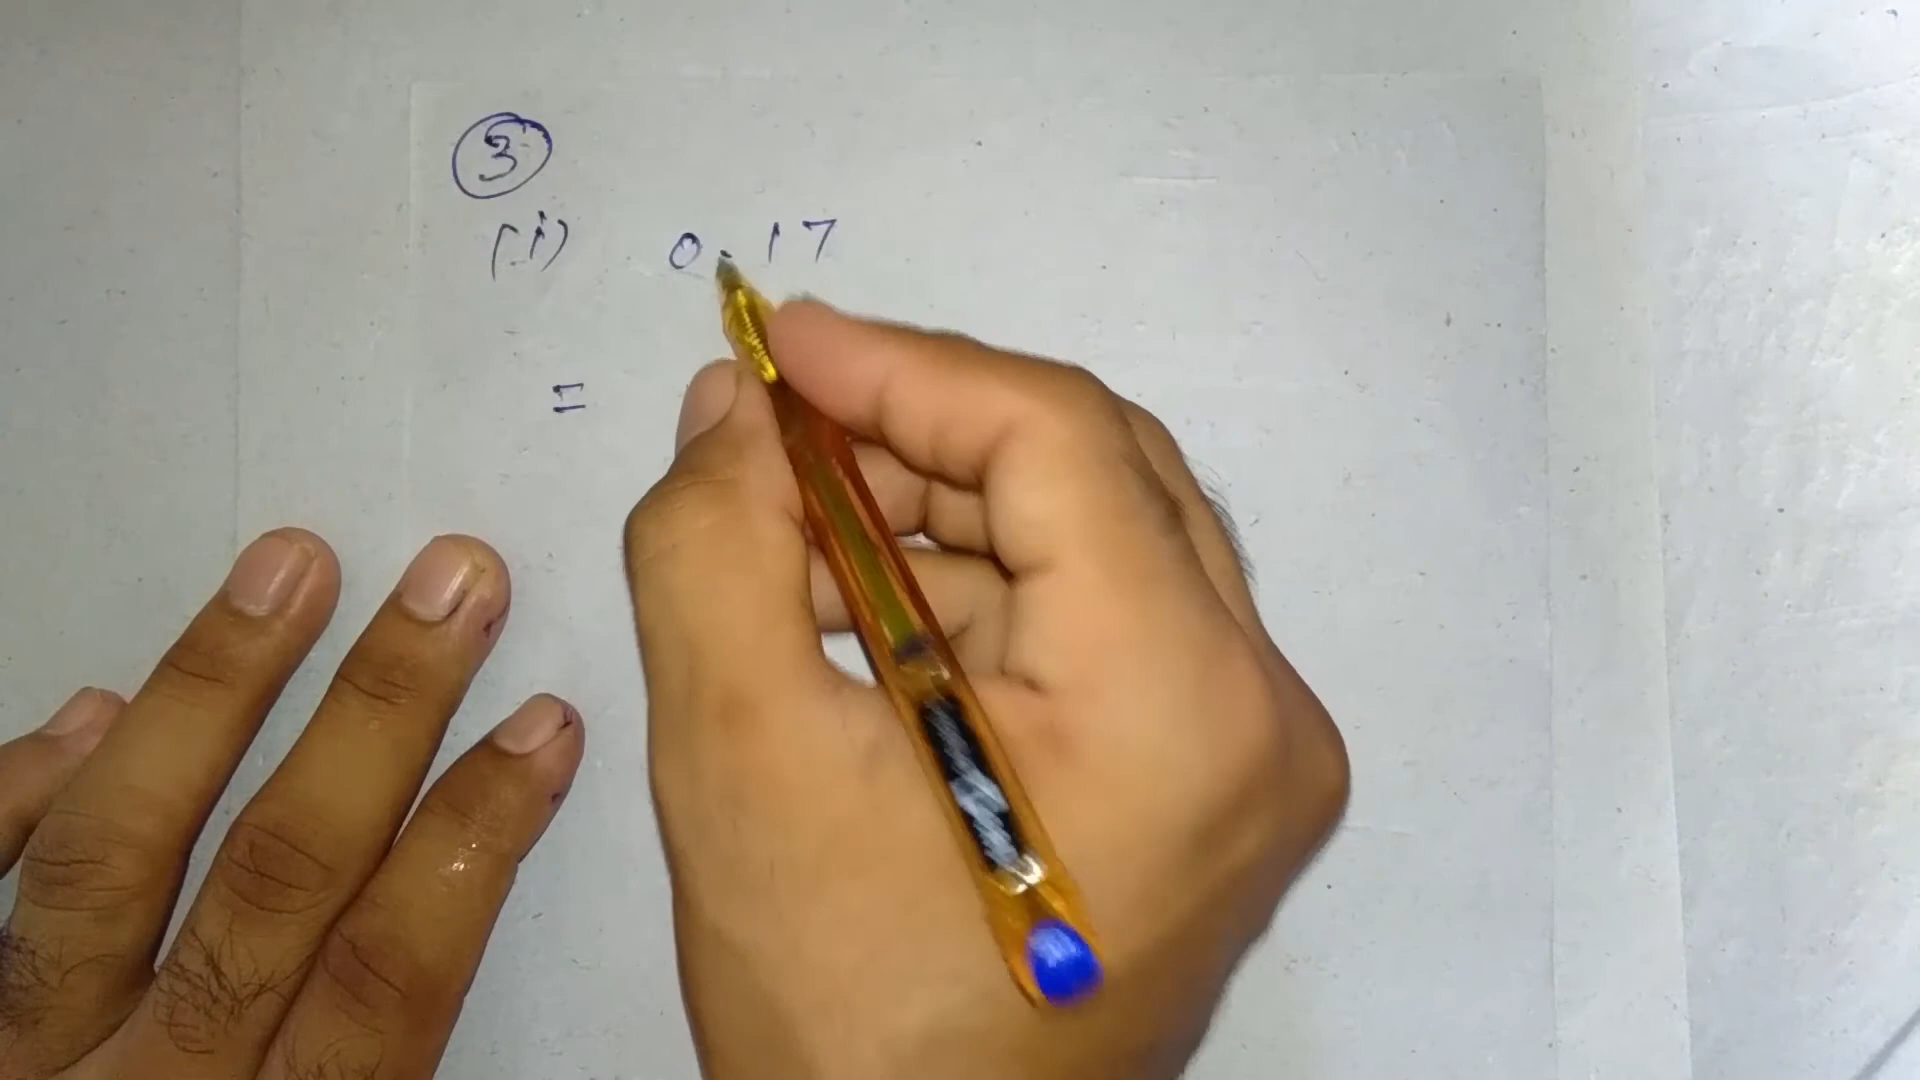 3
(i) 0.17
=